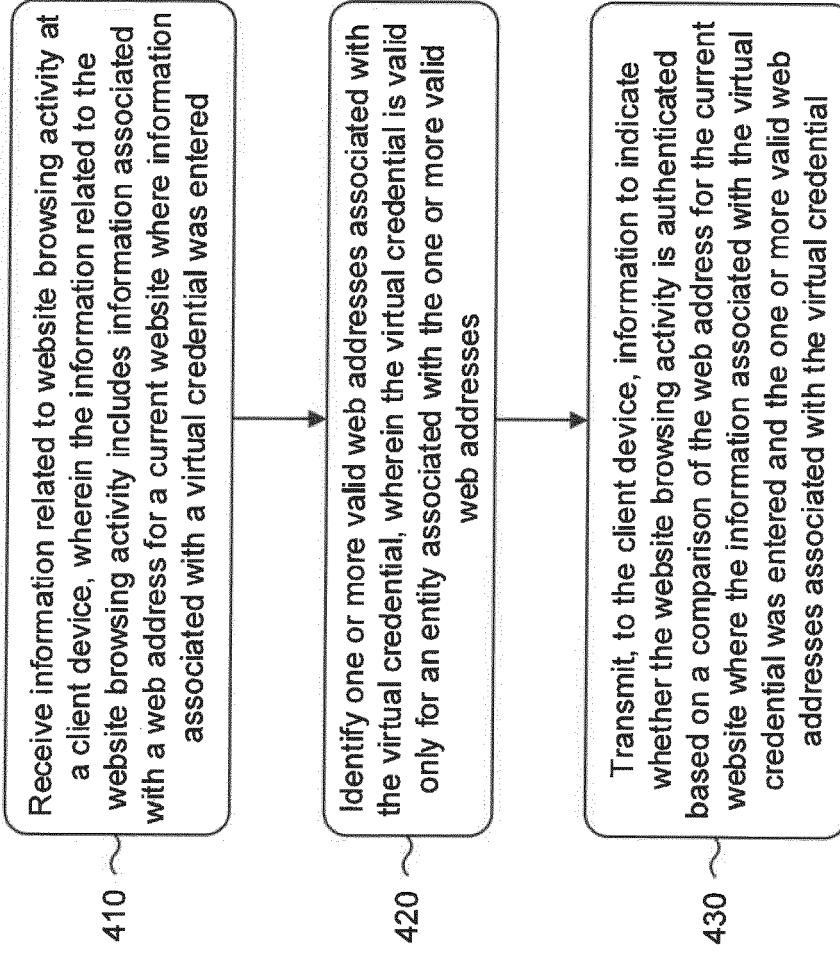 410
Receive information related to website browsing activity at
a client device, wherein the information related to the
website browsing activity includes information associated
with a web address for a current website where information
associated with a virtual credential was entered
420
Identify one or more valid web addresses associated with
the virtual credential, wherein the virtual credential is valid
only for an entity associated with the one or more valid
web addresses
430
Transmit, to the client device, information to indicate
whether the website browsing activity is authenticated
based on a comparison of the web address for the current
website where the information associated with the virtual
credential was entered and the one or more valid web
addresses associated with the virtual credential